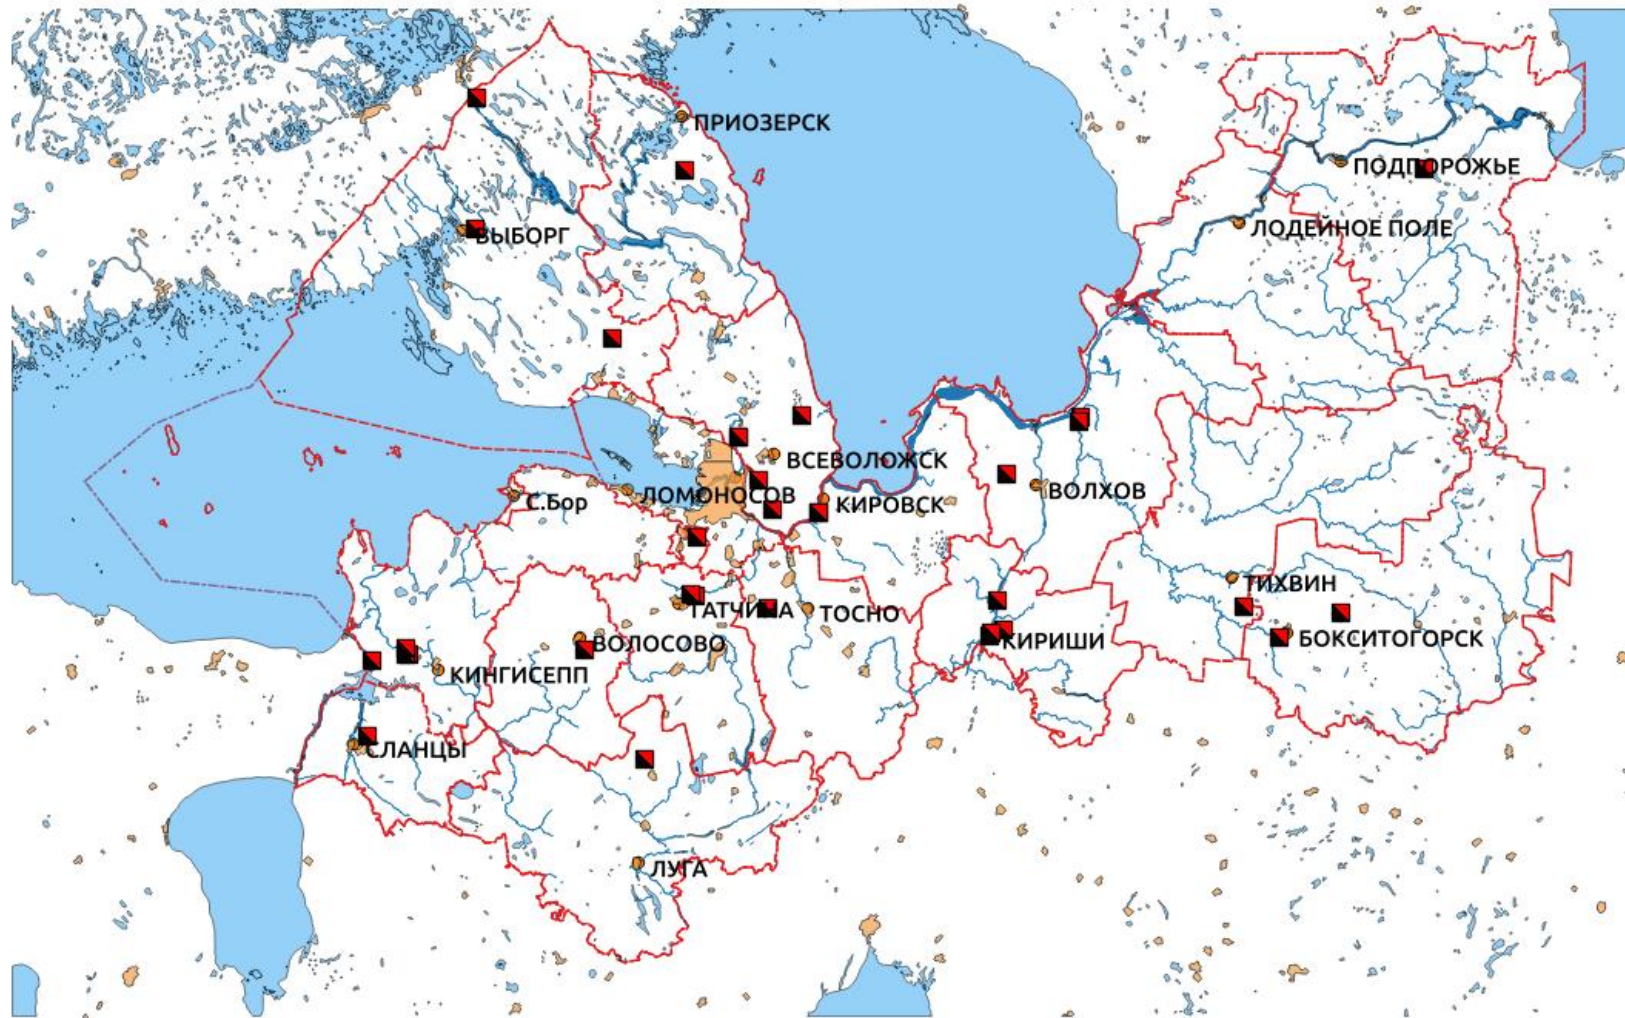 ПРИОЗЕРСК
ПОДПОРОЖЬЕ
ЛОДЕЙНОЕ ПОЛЕ
ВЫБОРГ
ВСЕВОЛОЖСК
ЛОМОНОСОВ
С.Бор
КИРОВСК
ВОЛХОВ
ТИХВИН
ГАТЧИНА
ТОСНО
ВОЛОСОВО
КИРИШИ
БОКСИТОГОРСК
КИНГИСЕПП
СЛАНЦЫ
ЛУГА